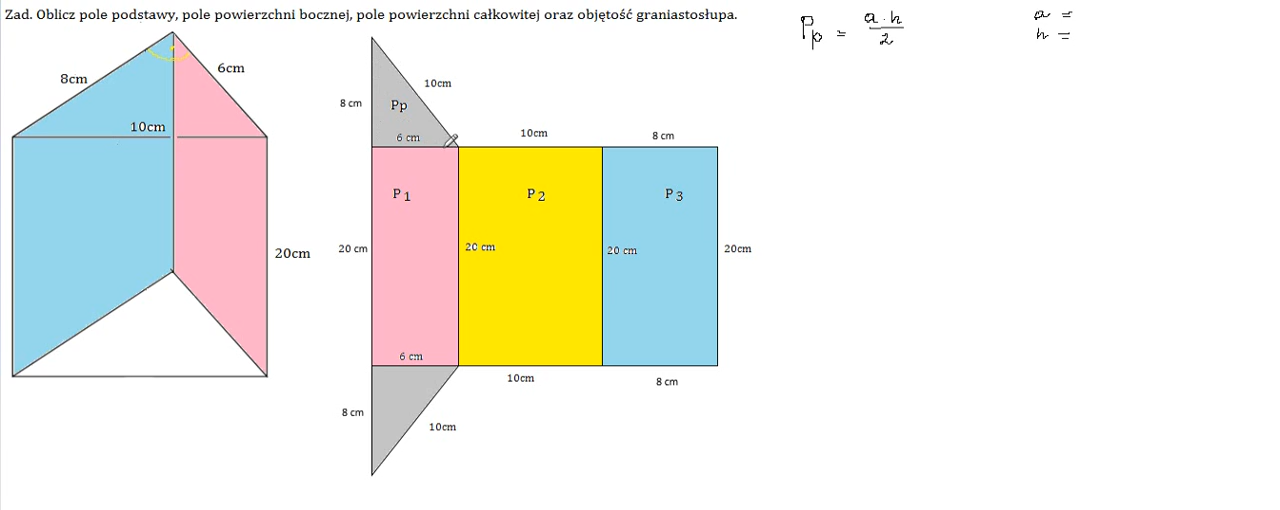 Zad. Oblicz pole podstawy, pole powierzchni bocznej, pole powierzchni całkowitej oraz objętość graniastosłupa.
8cm
6cm
10cm
20cm
10cm
8 cm
Pp
6 cm
10cm
8 cm
P1
P2
P3
20 cm
20 cm
20 cm
20cm
6 cm
10cm
8 cm
8 cm
10cm
Pp = a · h / 2
a =
h =